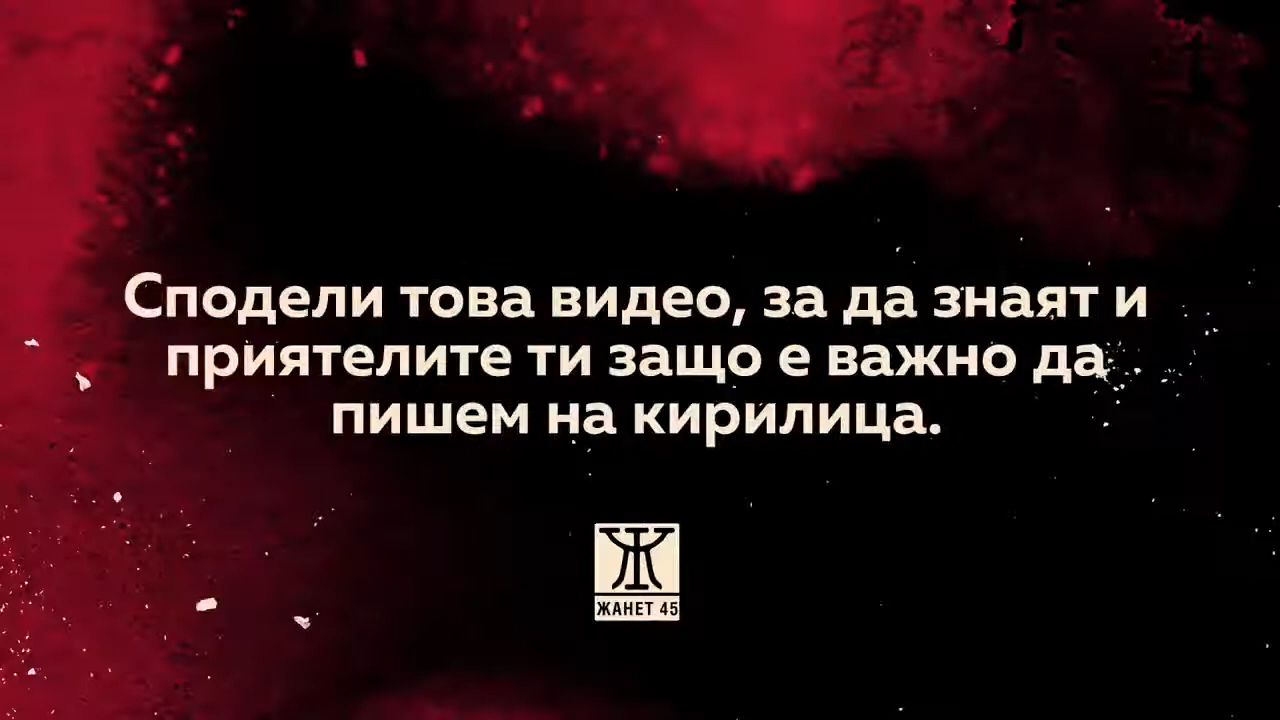 Сподели това видео, за да знаят и
приятелите ти защо е важно да
пишем на кирилица.
Ж
ЖАНЕТ 45